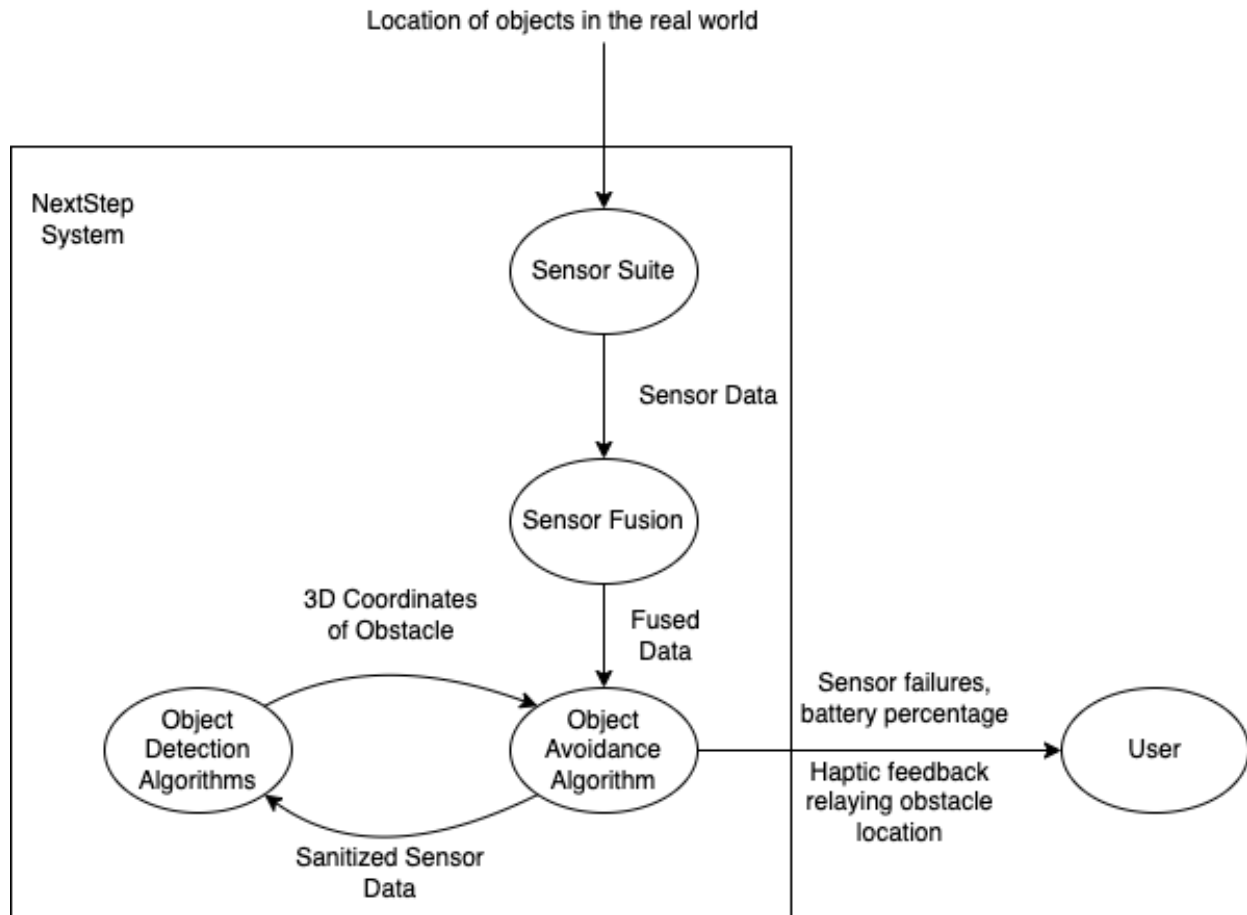 Location of objects in the real world
NextStep
System
Sensor Suite
Sensor Data
Sensor Fusion
3D Coordinates
of Obstacle
Fused
Data
Object
Detection
Algorithms
Object
Avoidance
Algorithm
Sensor failures,
battery percentage
Haptic feedback
relaying obstacle
location
User
Sanitized Sensor
Data